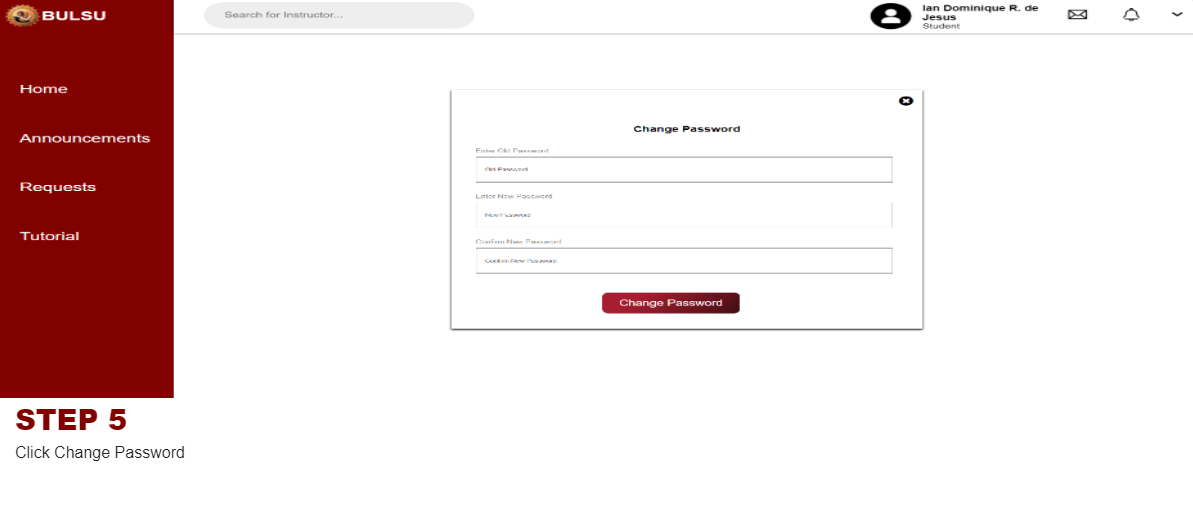 BULSU
Search for Instructor...
Ian Dominique R. de
Jesus
Student
Home
Announcements
Requests
Tutorial
Change Password
Enter Old Password
Old Password
Enter New Password
New Password
Confirm New Password
Confirm New Password
Change Password
STEP 5
Click Change Password